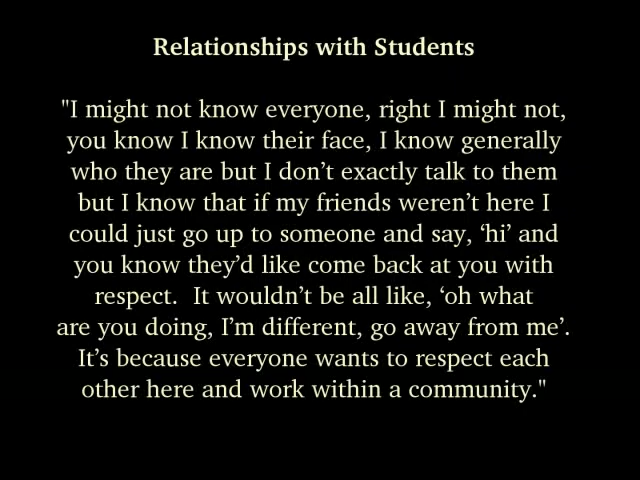 Relationships with Students
"I might not know everyone, right I might not,
you know I know their face, I know generally
who they are but I don’t exactly talk to them
but I know that if my friends weren’t here I
could just go up to someone and say, ‘hi’ and
you know they’d like come back at you with
respect.  It wouldn’t be all like, ‘oh what
are you doing, I’m different, go away from me’.
It’s because everyone wants to respect each
other here and work within a community."